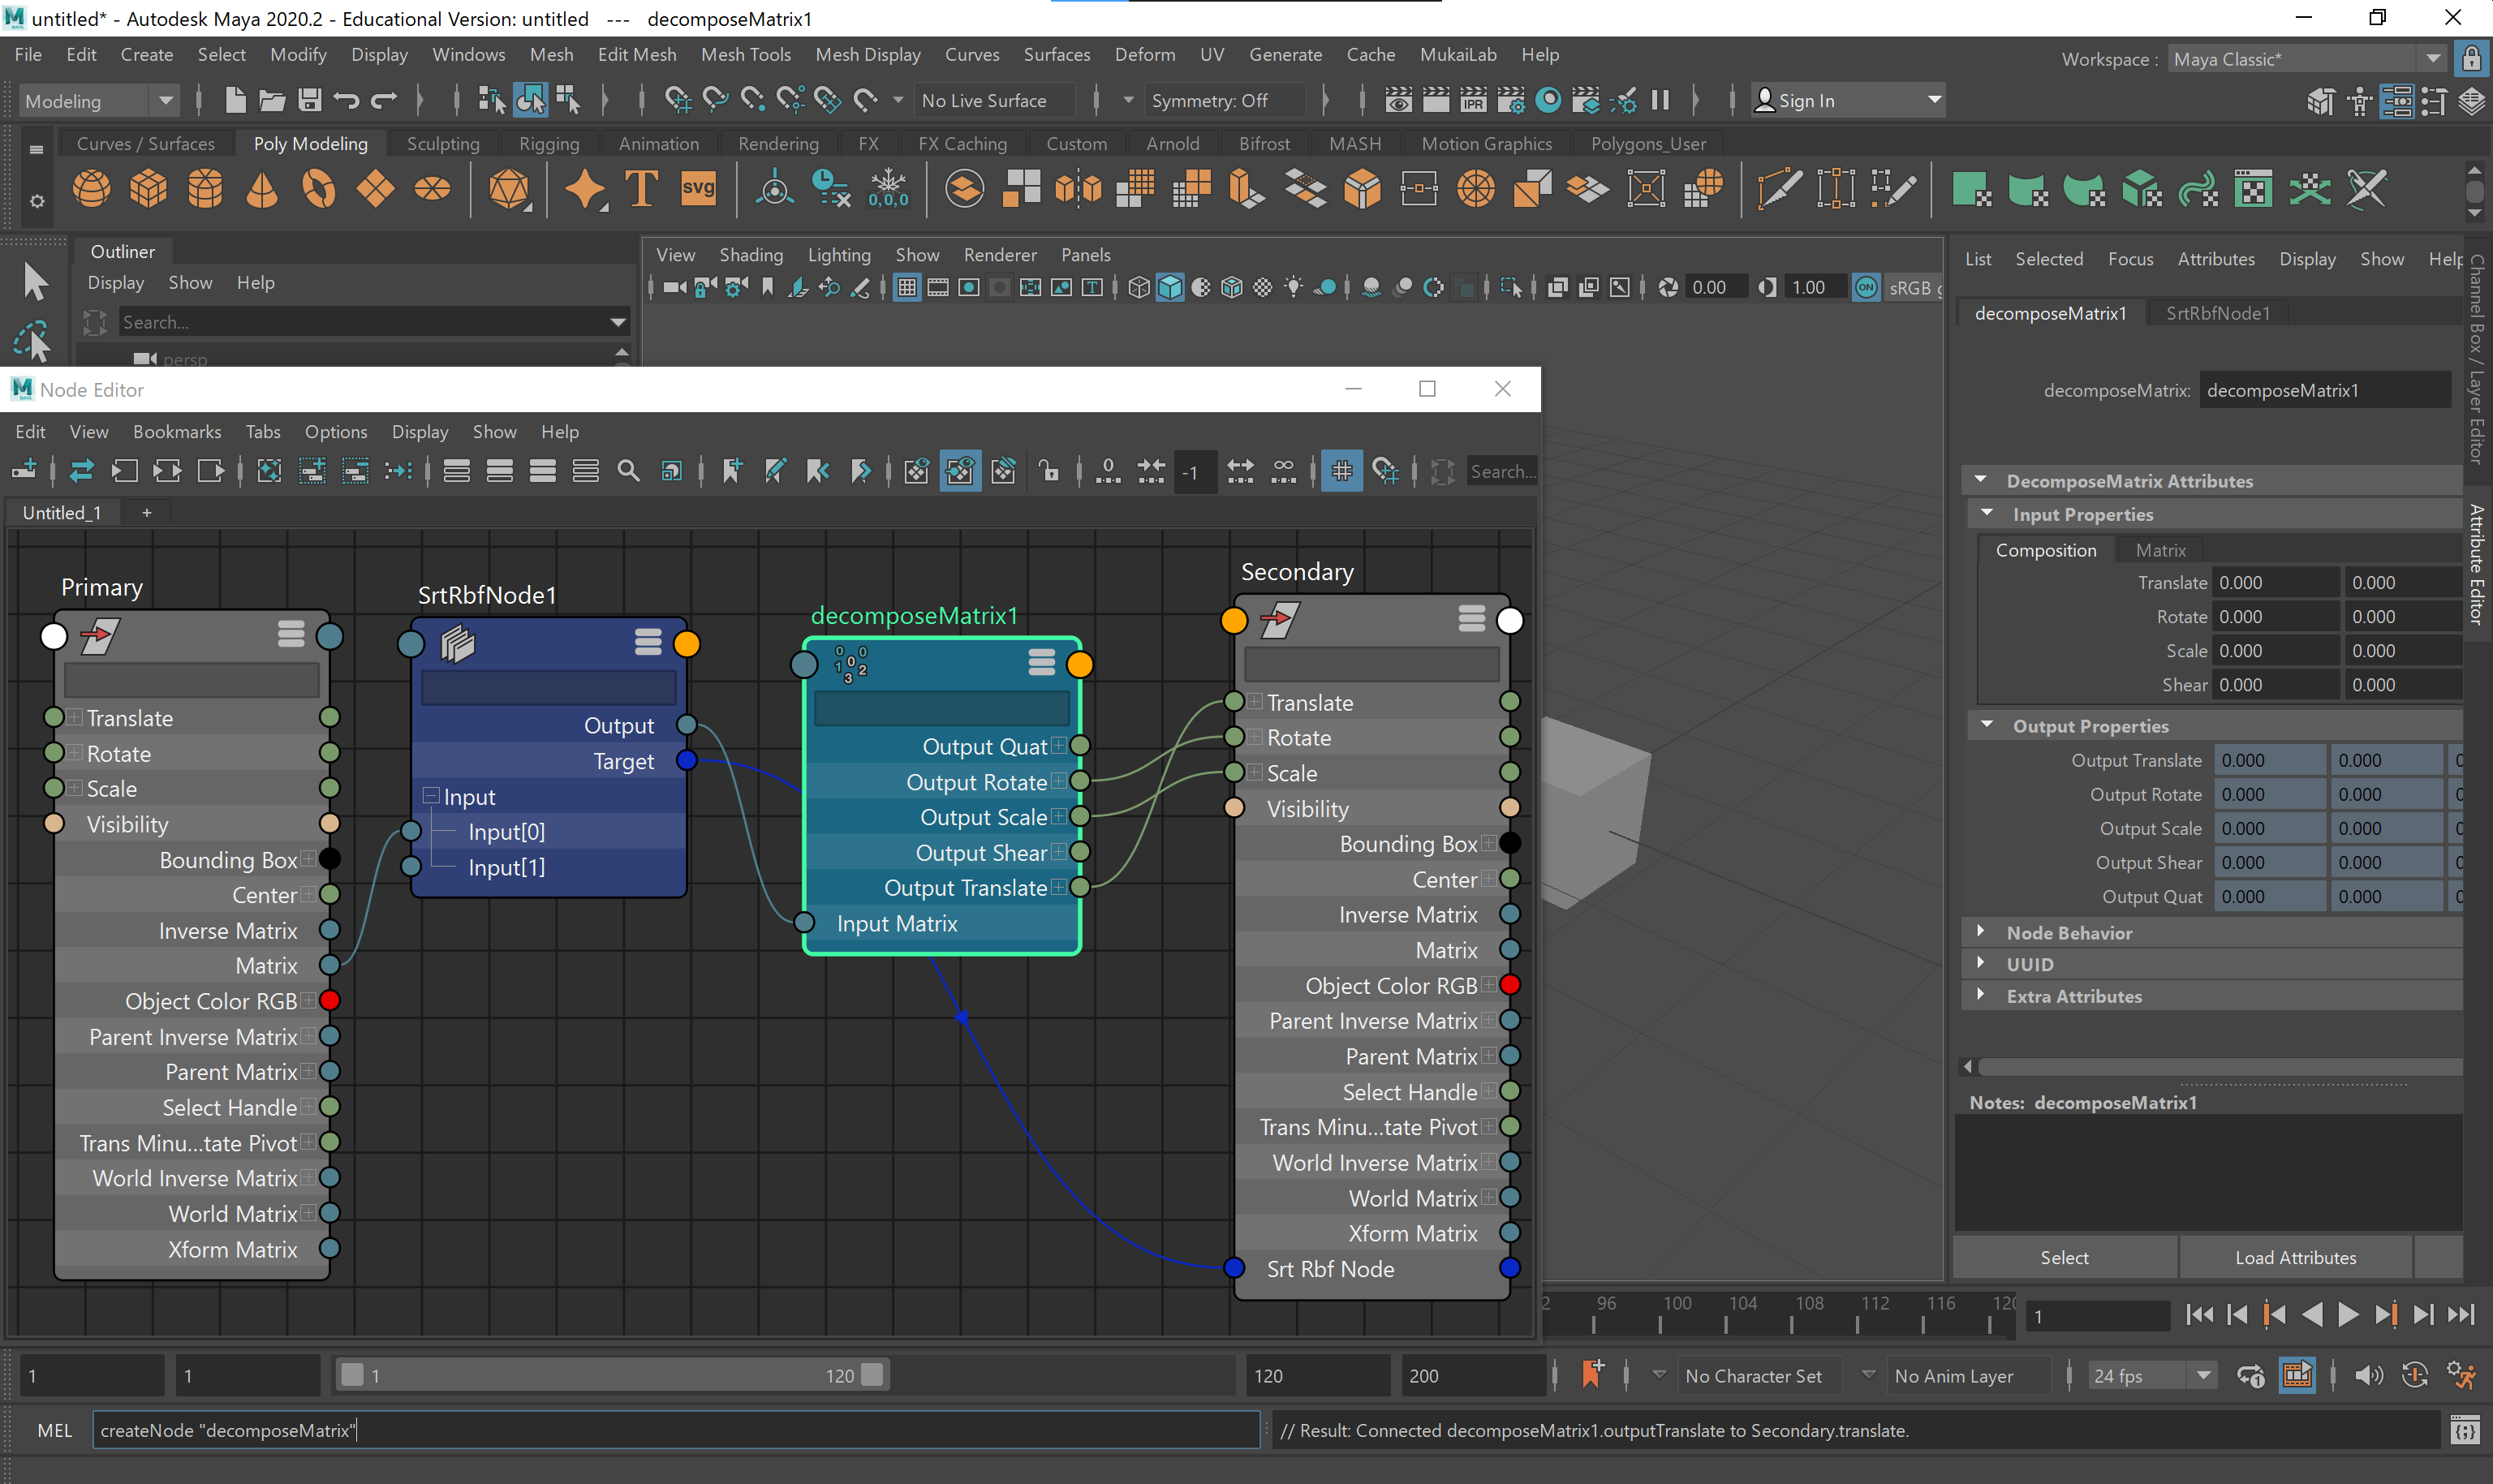 untitled* - Autodesk Maya 2020.2 - Educational Version: untitled   ---   decomposeMatrix1
File Edit Create Select Modify Display Windows Mesh Edit Mesh Mesh Tools Mesh Display Curves Surfaces Deform UV Generate Cache MukaiLab Help
Workspace : Maya Classic*
Modeling No Live Surface Symmetry: Off IPR Sign In
Curves / Surfaces Poly Modeling Sculpting Rigging Animation Rendering FX FX Caching Custom Arnold Bifrost MASH Motion Graphics Polygons_User
T svg 0,0,0
Outliner
Display Show Help
Search...
persp
View Shading Lighting Show Renderer Panels
0.00 1.00 ON sRGB g
List Selected Focus Attributes Display Show Help
decomposeMatrix1 SrtRbfNode1
decomposeMatrix: decomposeMatrix1
DecomposeMatrix Attributes
Input Properties
Composition Matrix
Translate 0.000 0.000
Rotate 0.000 0.000
Scale 0.000 0.000
Shear 0.000 0.000
Output Properties
Output Translate 0.000 0.000 0
Output Rotate 0.000 0.000 0
Output Scale 0.000 0.000 0
Output Shear 0.000 0.000 0
Output Quat 0.000 0.000 0
Node Behavior
UUID
Extra Attributes
Notes: decomposeMatrix1
Select Load Attributes
Channel Box / Layer Editor
Attribute Editor
Node Editor
Edit View Bookmarks Tabs Options Display Show Help
0 -1 ∞ Search...
Untitled_1 +
Primary
Translate
Rotate
Scale
Visibility
Bounding Box
Center
Inverse Matrix
Matrix
Object Color RGB
Parent Inverse Matrix
Parent Matrix
Select Handle
Trans Minu...tate Pivot
World Inverse Matrix
World Matrix
Xform Matrix
SrtRbfNode1
Output
Target
Input
Input[0]
Input[1]
decomposeMatrix1
Output Quat
Output Rotate
Output Scale
Output Shear
Output Translate
Input Matrix
Secondary
Translate
Rotate
Scale
Visibility
Bounding Box
Center
Inverse Matrix
Matrix
Object Color RGB
Parent Inverse Matrix
Parent Matrix
Select Handle
Trans Minu...tate Pivot
World Inverse Matrix
World Matrix
Xform Matrix
Srt Rbf Node
2 96 100 104 108 112 116 120 1
1 1 1 120 120 200 No Character Set No Anim Layer 24 fps
MEL createNode "decomposeMatrix" // Result: Connected decomposeMatrix1.outputTranslate to Secondary.translate.